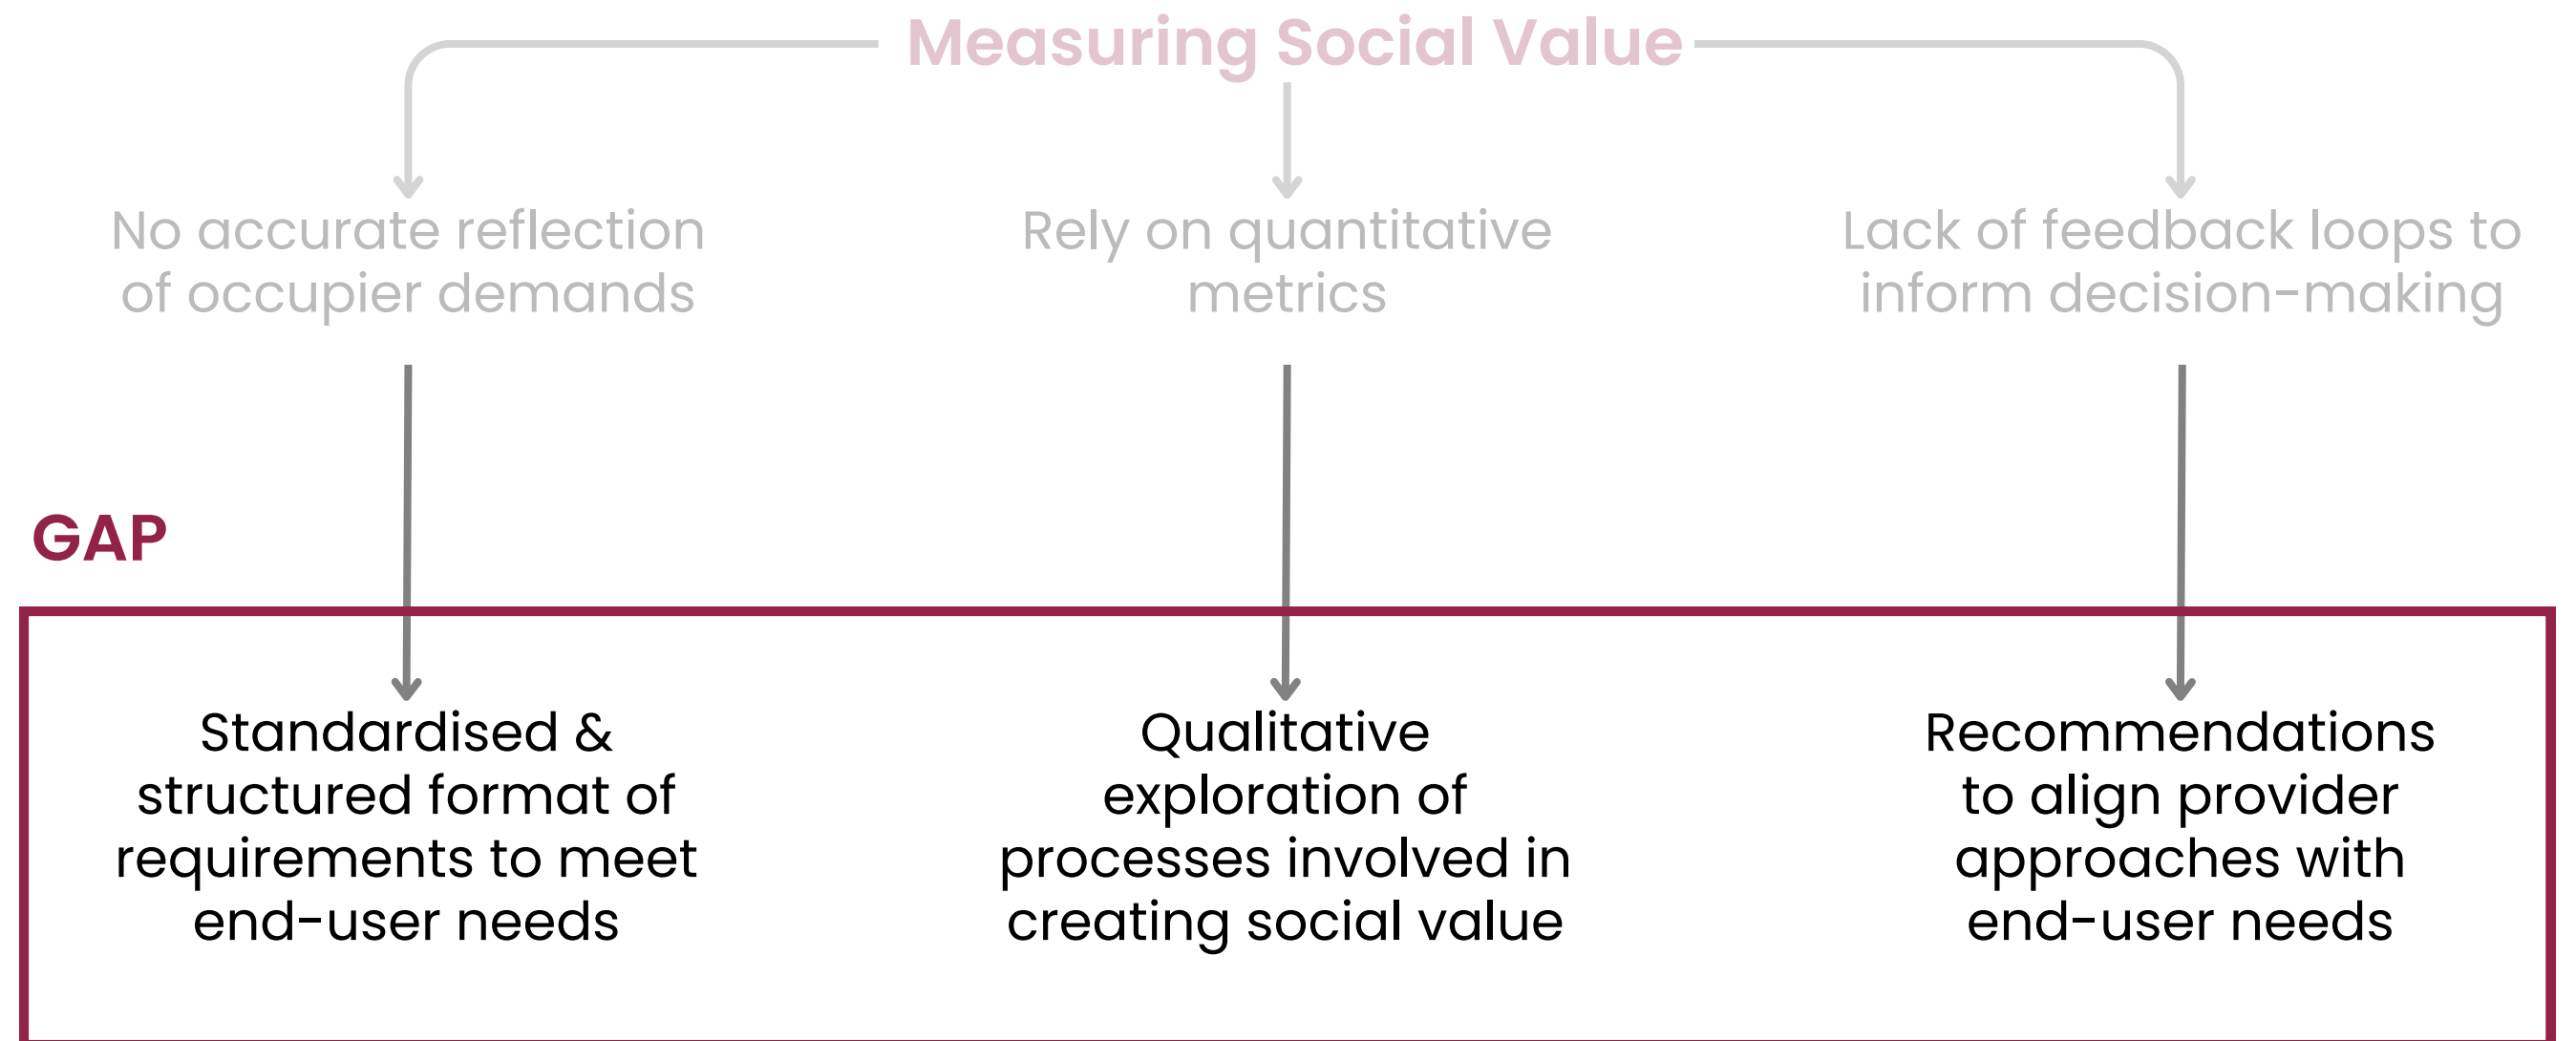 Measuring Social Value
No accurate reflection
of occupier demands
Rely on quantitative
metrics
Lack of feedback loops to
inform decision-making
GAP
Standardised &
structured format of
requirements to meet
end-user needs
Qualitative
exploration of
processes involved in
creating social value
Recommendations
to align provider
approaches with
end-user needs